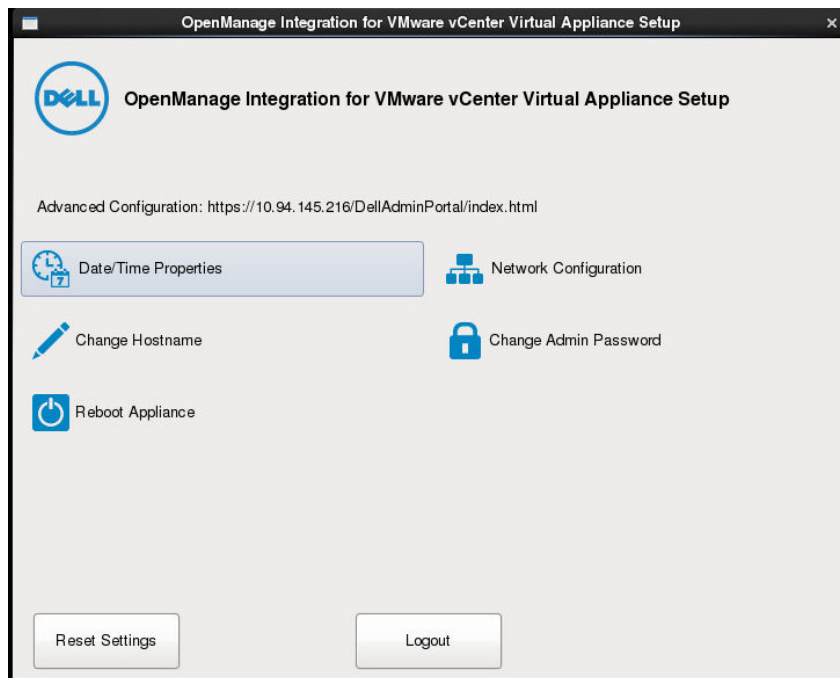 OpenManage Integration for VMware vCenter Virtual Appliance Setup
DELL
OpenManage Integration for VMware vCenter Virtual Appliance Setup
Advanced Configuration: https://10.94.145.216/DellAdminPortal/index.html
7
Date/Time Properties
Network Configuration
Change Hostname
Change Admin Password
Reboot Appliance
Reset Settings
Logout